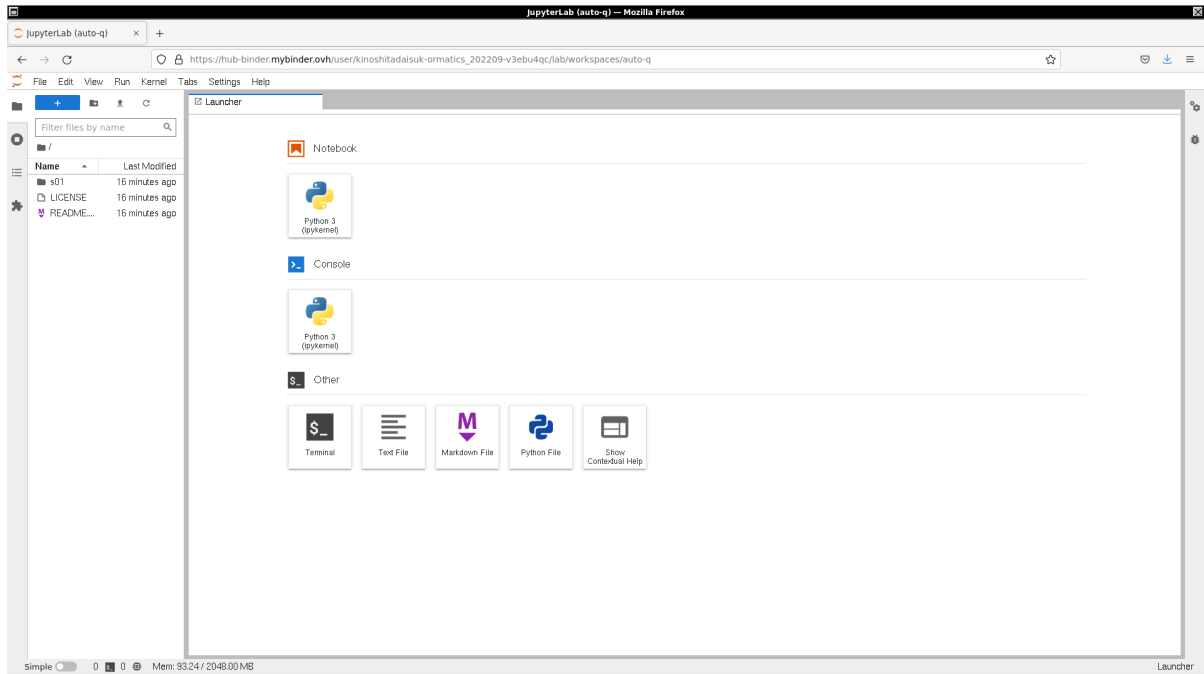 JupyterLab (auto-q) — Mozilla Firefox
JupyterLab (auto-q)
https://hub-binder.mybinder.ovh/user/kinoshitadaisuk-ormatics_202209-v3ebu4qc/lab/workspaces/auto-q
File Edit View Run Kernel Tabs Settings Help
Launcher
Filter files by name
/
Name Last Modified
s01 16 minutes ago
LICENSE 16 minutes ago
README.... 16 minutes ago
Notebook
Python 3
(ipykernel)
Console
Python 3
(ipykernel)
$_ Other
$_
M
Terminal
Text File
Markdown File
Python File
Show
Contextual Help
Simple 0 $_ 0 Mem: 93.24 / 2048.00 MB
Launcher